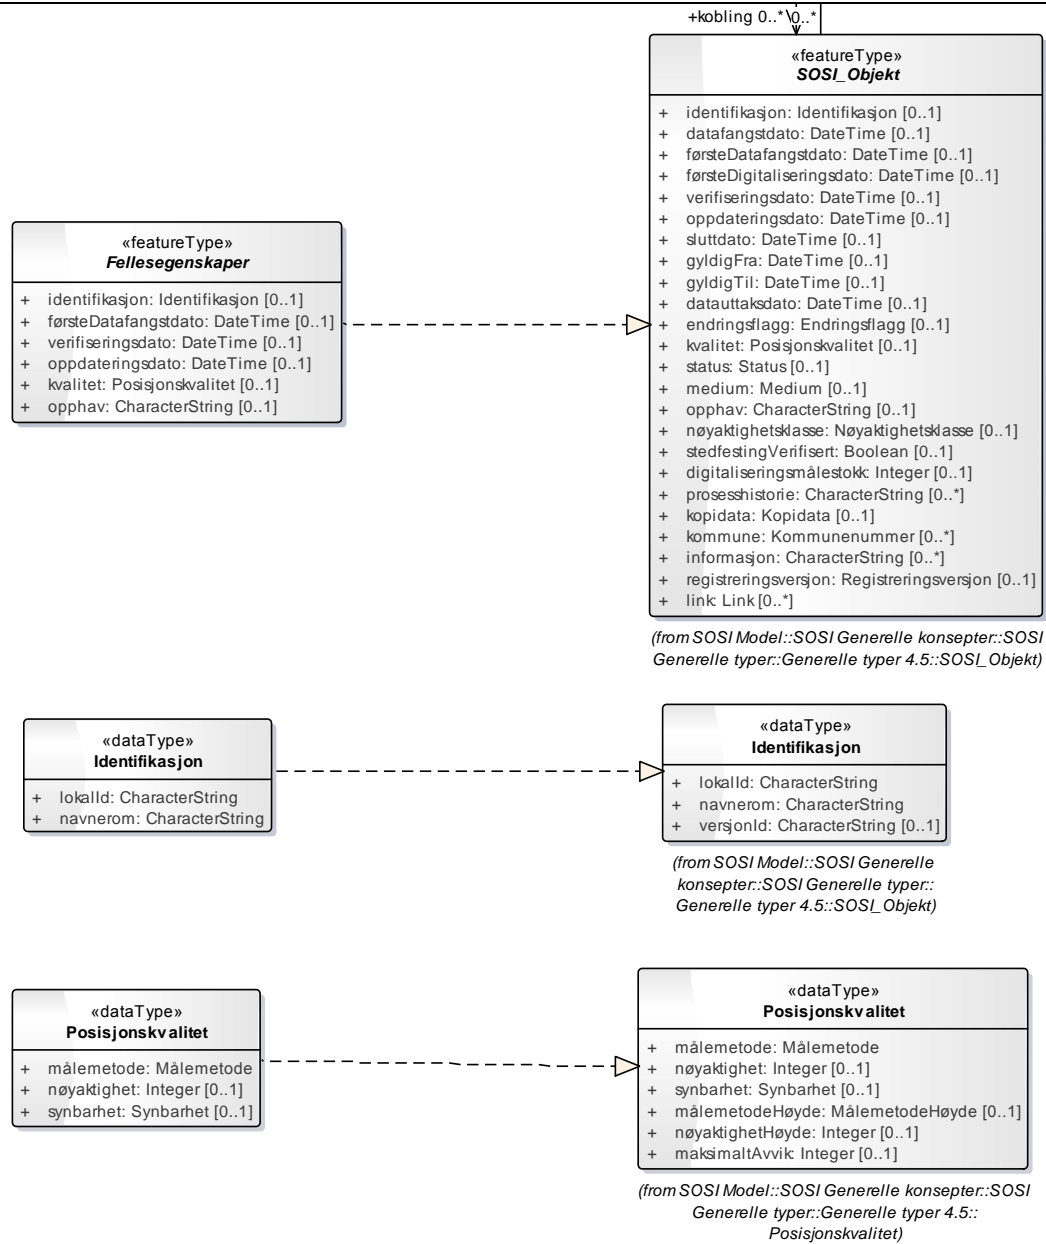 +kobling 0..* 0..*
«featureType»
SOSI_Objekt
+ identifikasjon: Identifikasjon [0..1]
+ datafangstdato: DateTime [0..1]
+ førsteDatafangstdato: DateTime [0..1]
+førsteDigitaliseringsdato: DateTime [0..1]
+ verifiseringsdato: DateTime [0..1]
+ oppdateringsdato: DateTime [0..1]
+ sluttdato: DateTime [0..1]
+ gyldigFra: DateTime [0..1]
+ gyldigTil: DateTime [0..1]
+ datauttaksdato: DateTime [0..1]
+ endringsflagg: Endringsflagg [0..1]
+ kvalitet: Posisjonskvalitet [0..1]
+ status: Status [0..1]
+ medium: Medium [0..1]
+ opphav: CharacterString [0..1]
+ nøyaktighetsklasse: Nøyaktighetsklasse [0..1]
+ stedfestingVerifisert: Boolean [0..1]
+ digitaliseringsmålestokk: Integer [0..1]
+ prosesshistorie: CharacterString [0..*]
+ kopidata: Kopidata [0..1]
+ kommune: Kommunenummer [0..*]
+ informasjon: CharacterString [0..*]
+ registreringsversjon: Registreringsversjon [0..1]
+ link: Link [0..*]
(from SOSI Model::SOSI Generelle konsepter::SOSI
Generelle typer::Generelle typer 4.5::SOSI_Objekt)
«featureType»
Fellesegenskaper
+ identifikasjon: Identifikasjon [0..1]
+ førsteDatafangstdato: DateTime [0..1]
+ verifiseringsdato: DateTime [0..1]
+ oppdateringsdato: DateTime [0..1]
+ kvalitet: Posisjonskvalitet [0..1]
+ opphav: CharacterString [0..1]
«dataType»
Identifikasjon
+ lokalId: CharacterString
+ navnerom: CharacterString
«dataType»
Identifikasjon
+ lokalId: CharacterString
+ navnerom: CharacterString
+ versjonId: CharacterString [0..1]
(from SOSI Model::SOSI Generelle
konsepter::SOSI Generelle typer::
Generelle typer 4.5::SOSI_Objekt)
«dataType»
Posisjonskvalitet
+ målemetode: Målemetode
+ nøyaktighet: Integer [0..1]
+ synbarhet: Synbarhet [0..1]
«dataType»
Posisjonskvalitet
+ målemetode: Målemetode
+ nøyaktighet: Integer [0..1]
+ synbarhet: Synbarhet [0..1]
+ målemetodeHøyde: MålemetodeHøyde [0..1]
+ nøyaktighetHøyde: Integer [0..1]
+ maksimaltAvvik: Integer [0..1]
(from SOSI Model::SOSI Generelle konsepter::SOSI
Generelle typer::Generelle typer 4.5::
Posisjonskvalitet)